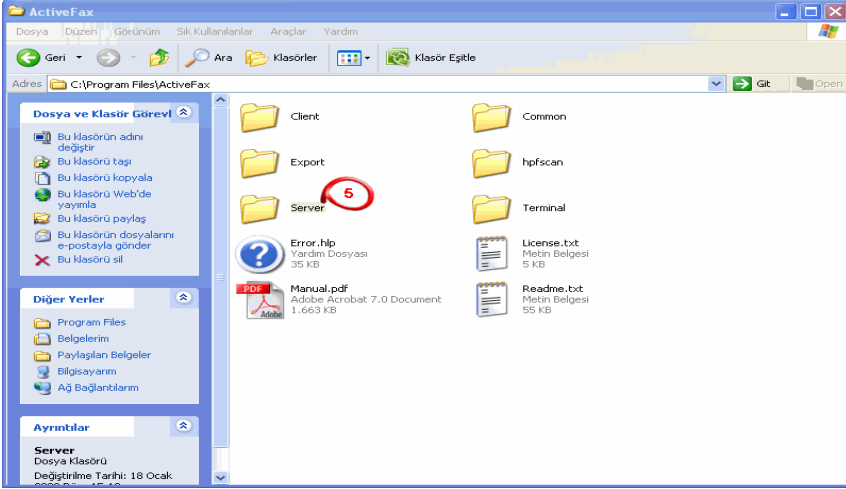 ActiveFax
Dosya Düzen Görünüm Sık Kullanılanlar Araçlar Yardım
Geri Ara Klasörler Klasör Eşitle
Adres C:\Program Files\ActiveFax Git Open
Dosya ve Klasör Görevl
Bu klasörün adını
değiştir
Bu klasörü taşı
Bu klasörü kopyala
Bu klasörü Web'de
yayımla
Bu klasörü paylaş
Bu klasörün dosyalarını
e-postayla gönder
Bu klasörü sil
Diğer Yerler
Program Files
Belgelerim
Paylaşılan Belgeler
Bilgisayarım
Ağ Bağlantılarım
Ayrıntılar
Server
Dosya Klasörü
Değiştirilme Tarihi: 18 Ocak
Client
Common
Export
hpfscan
Server
5
Terminal
Error.hlp
Yardım Dosyası
35 KB
License.txt
Metin Belgesi
5 KB
PDF
Adobe
Manual.pdf
Adobe Acrobat 7.0 Document
1.663 KB
Readme.txt
Metin Belgesi
55 KB